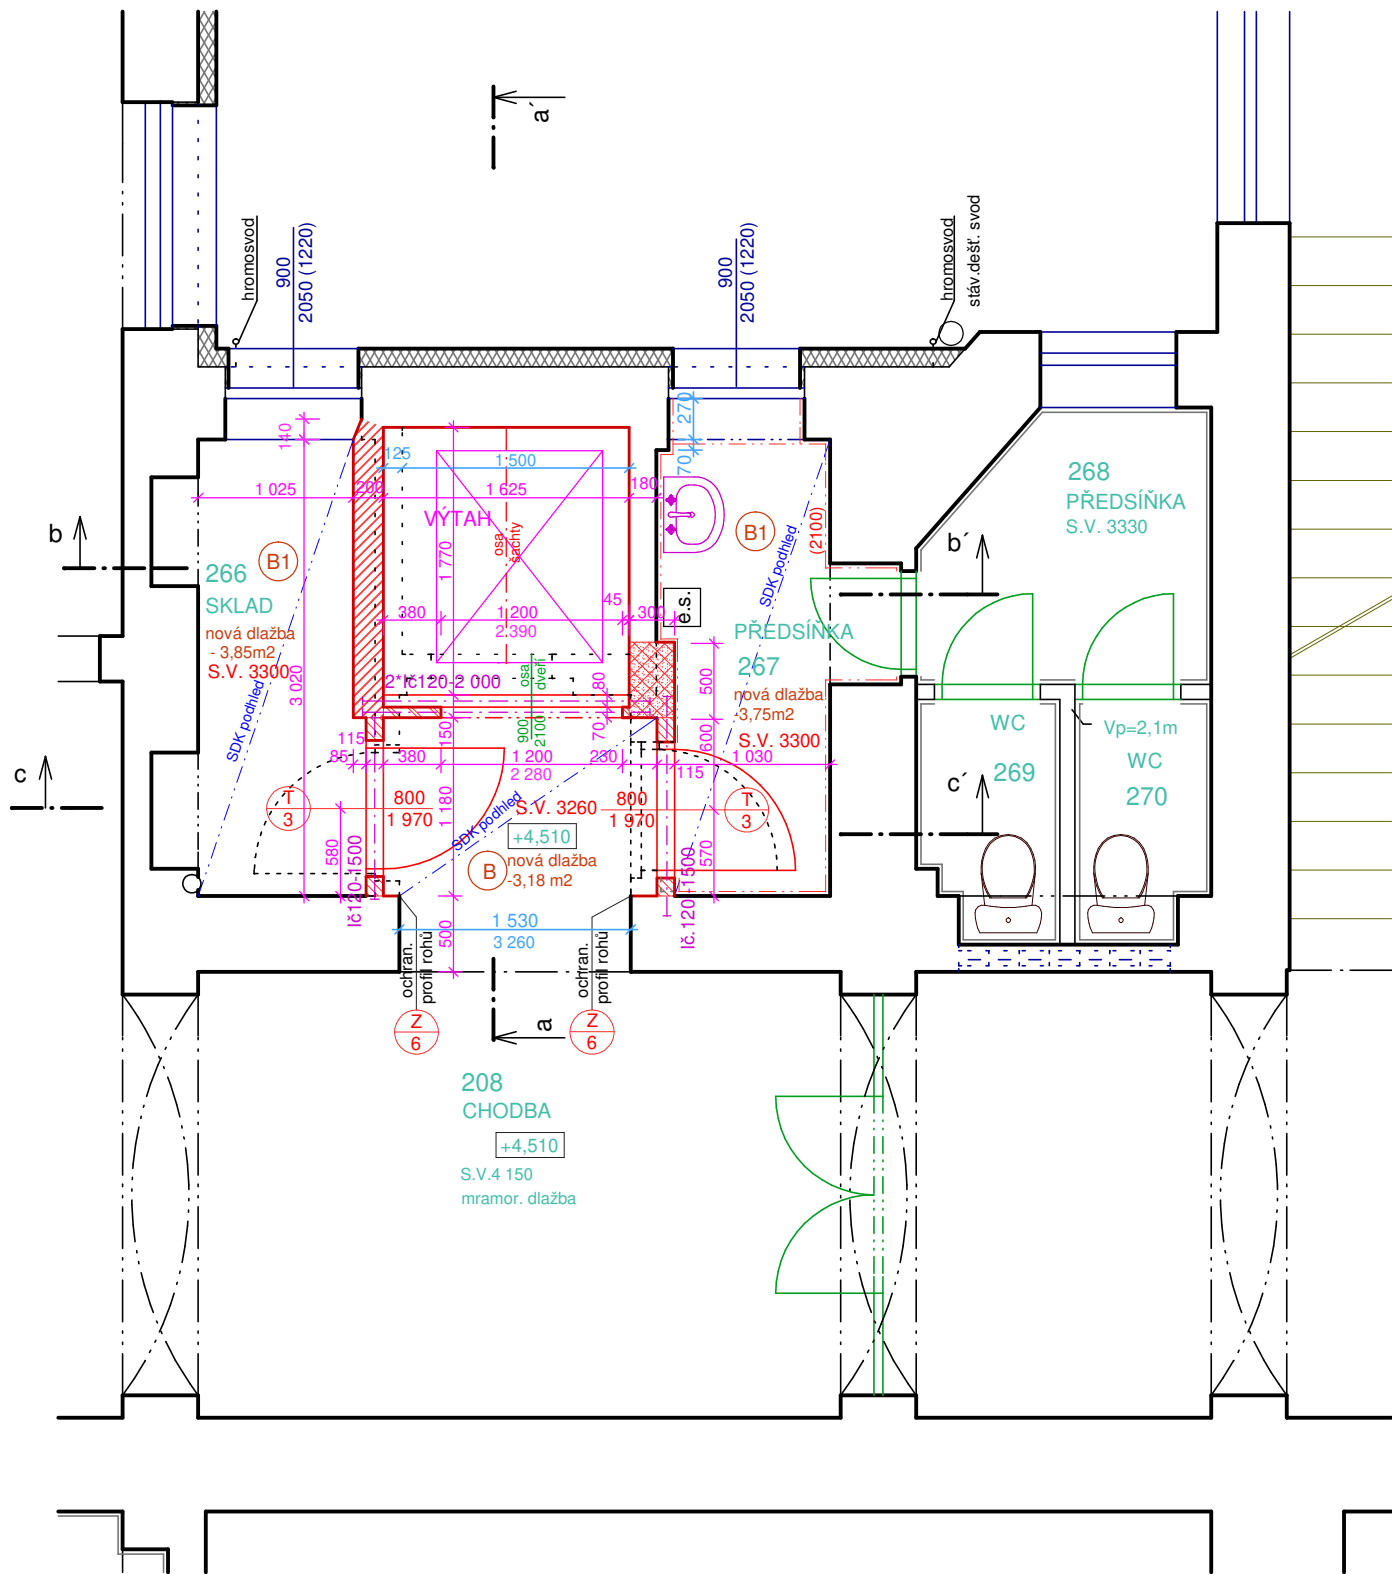 a´
hromosvod
900
2050 (1220)
900
2050 (1220)
hromosvod
stáv.dešť. svod
140
125
1 500
270
70
1 025
200
1 625
180
VÝTAH
osa
šachty
1 770
B1
B1
(2100)
SDK podhled
268
PŘEDSÍŇKA
S.V. 3330
b
b´
266
SKLAD
nová dlažba
- 3,85m2
S.V. 3300
3 020
SDK podhled
380
1 200
2 390
45
300
e.s.
PŘEDSÍŇKA
267
nová dlažba
-3,75m2
S.V. 3300
500
600
2*Ič120-2 000
osa
dveří
900
2100
80
70
150
115
85
380
1 200
2 280
230
115
1 030
WC
269
Vp=2,1m
WC
270
c
c´
T
3
800
1 970
1 180
S.V. 3260
SDK podhled
+4,510
800
1 970
T
3
580
570
B
nová dlažba
-3,18 m2
Ič120-1500
Ič.120-1500
500
1 530
3 260
ochran.
profil rohů
ochran.
profil rohů
Z
6
a
Z
6
208
CHODBA
+4,510
S.V.4 150
mramor. dlažba